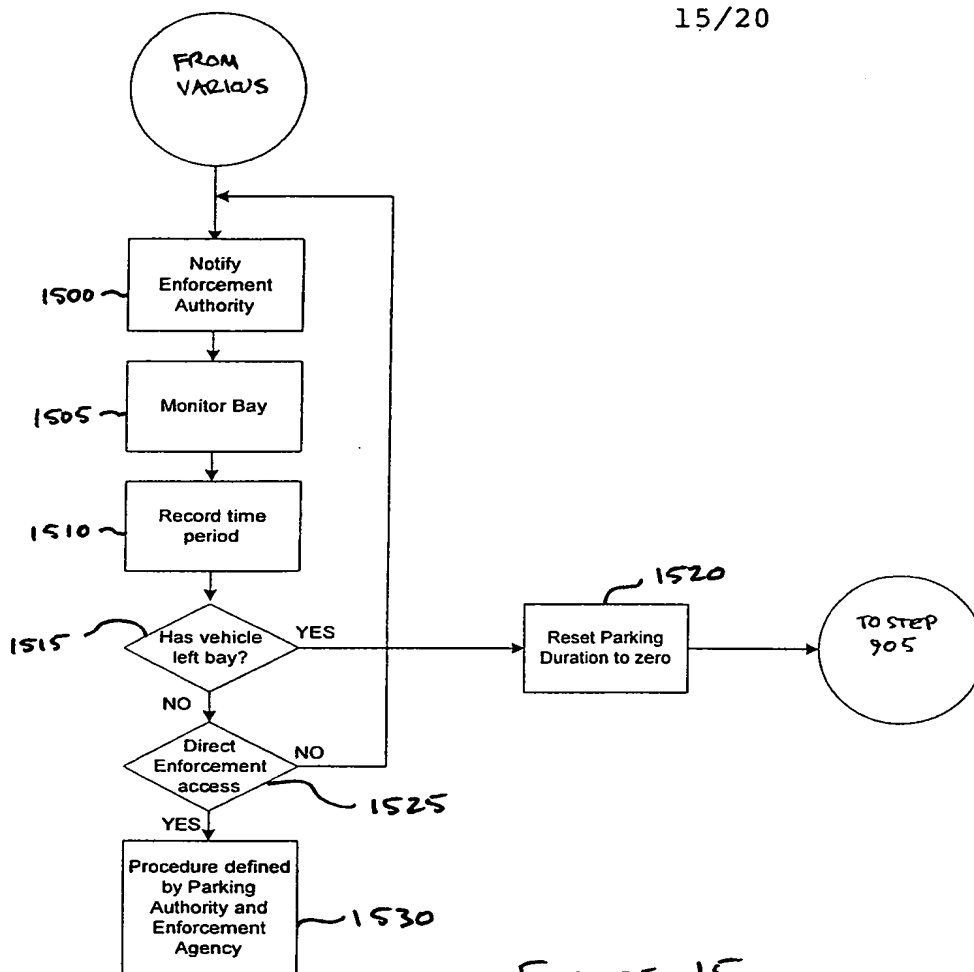 15/20
FROM
VARIOUS
Notify
Enforcement
Authority
1500
Monitor Bay
1505
Record time
period
1510
Has vehicle
left bay?
1515
YES
NO
1520
Reset Parking
Duration to zero
TO STEP
905
Direct
Enforcement
access
NO
1525
YES
Procedure defined
by Parking
Authority and
Enforcement
Agency
1530